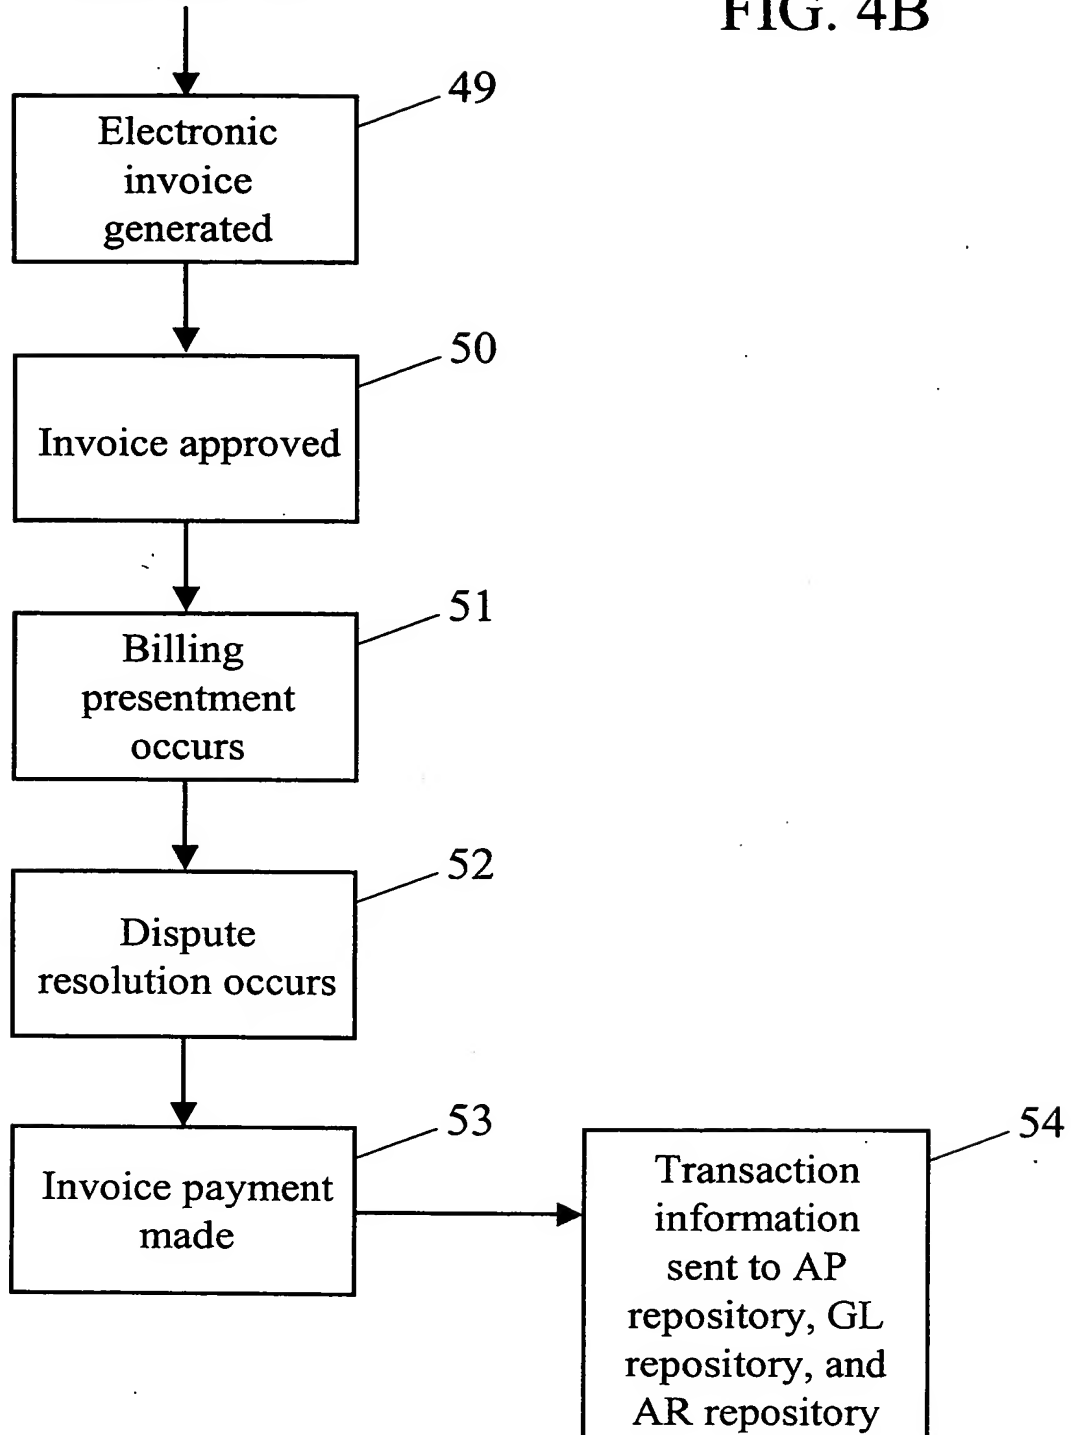 FIG. 4B
49
Electronic
invoice
generated
50
Invoice approved
51
Billing
presentment
occurs
52
Dispute
resolution occurs
53
Invoice payment
made
54
Transaction
information
sent to AP
repository, GL
repository, and
AR repository